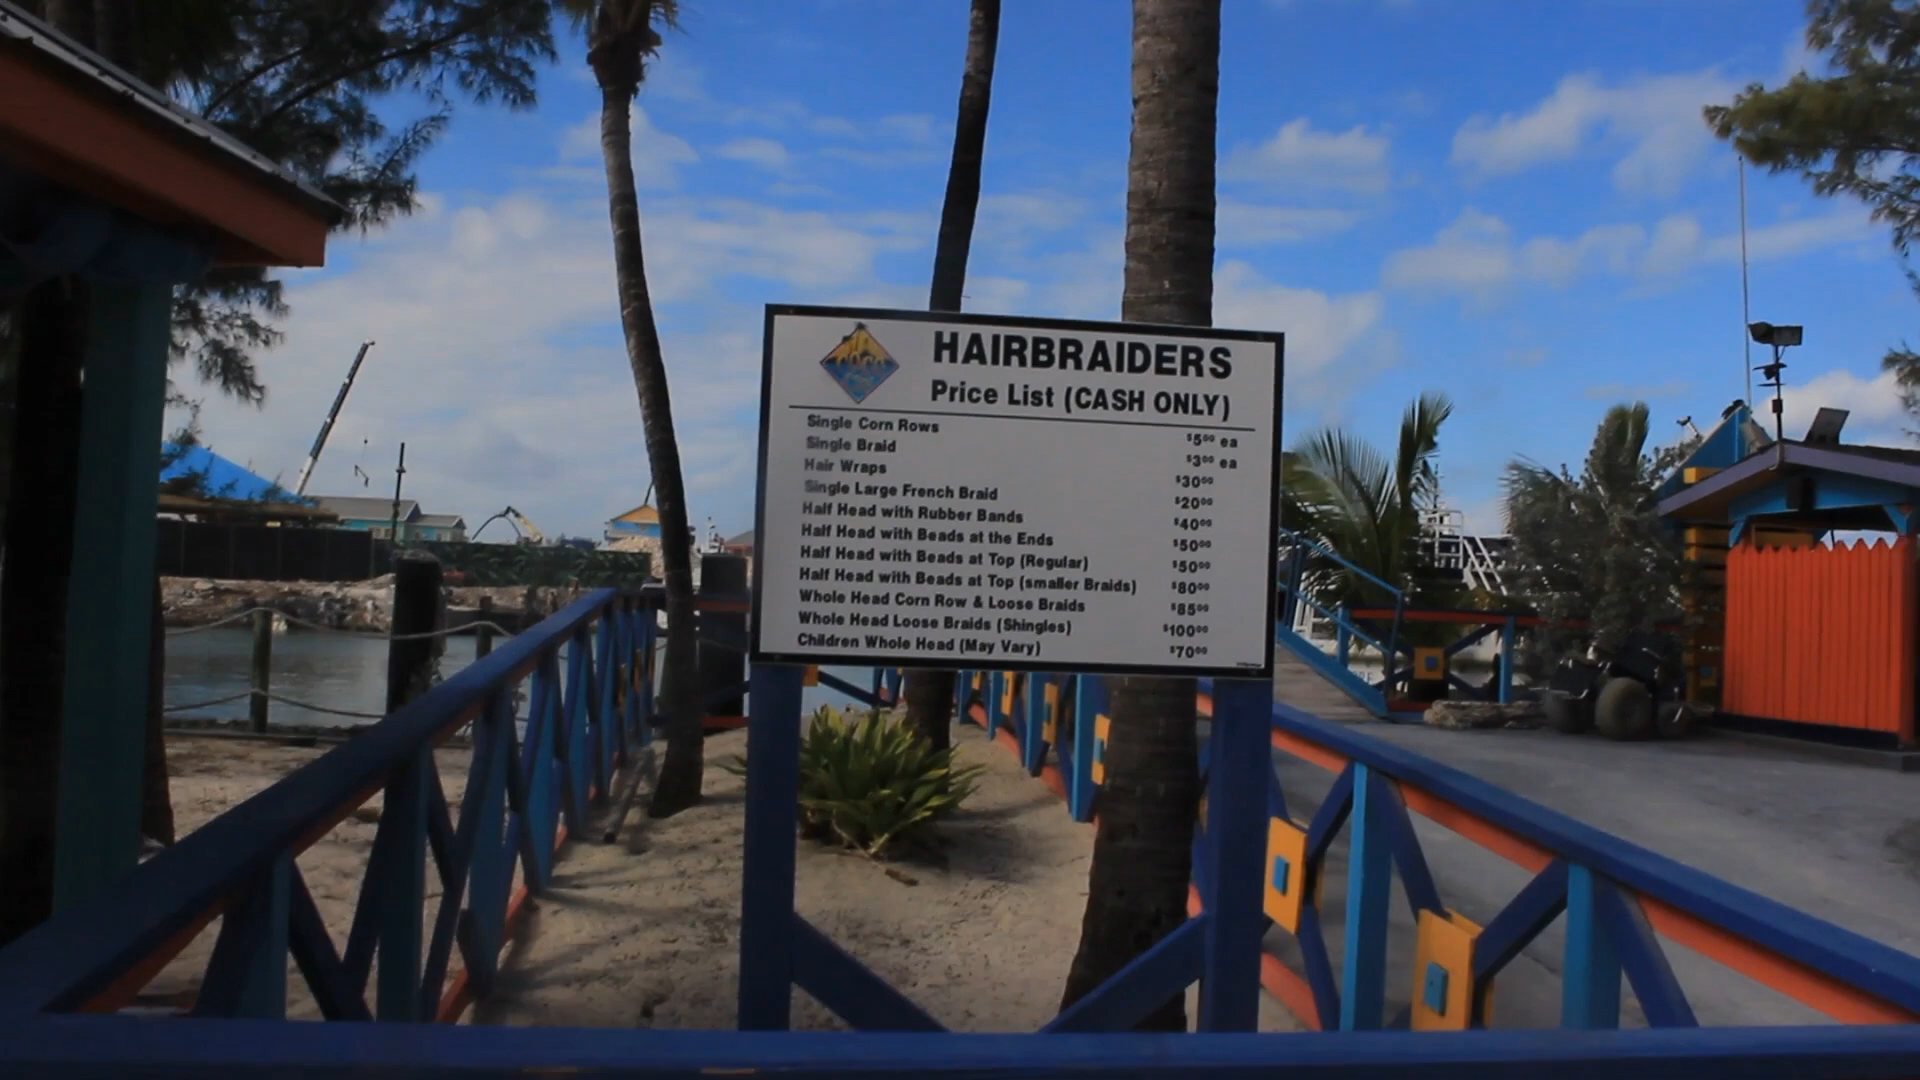 HAIRBRAIDERS
Price List (CASH ONLY)
Single Corn Rows $5.00 ea
Single Braid $3.00 ea
Hair Wraps $30.00
Single Large French Braid $20.00
Half Head with Rubber Bands $40.00
Half Head with Beads at the Ends $50.00
Half Head with Beads at Top (Regular) $50.00
Half Head with Beads at Top (smaller Braids) $80.00
Whole Head Corn Row & Loose Braids $85.00
Whole Head Loose Braids (Shingles) $100.00
Children Whole Head (May Vary) $70.00